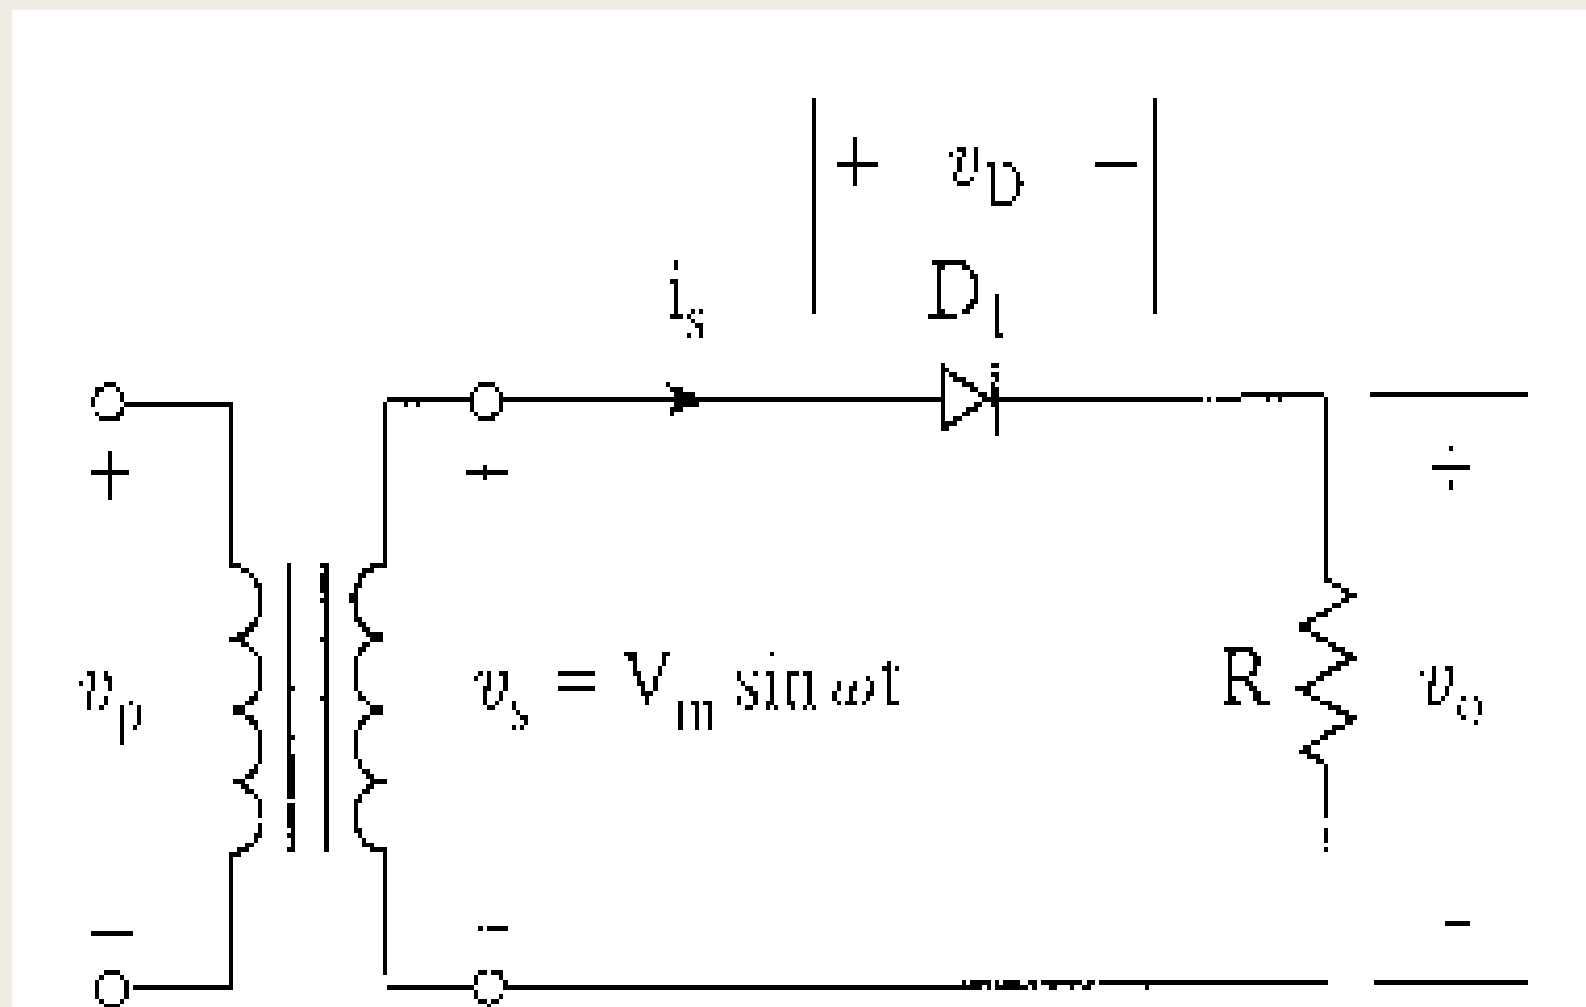 + v_D −
D_1
i_s
+ + +
v_p v_s = V_m sin ωt R v_o
− − -